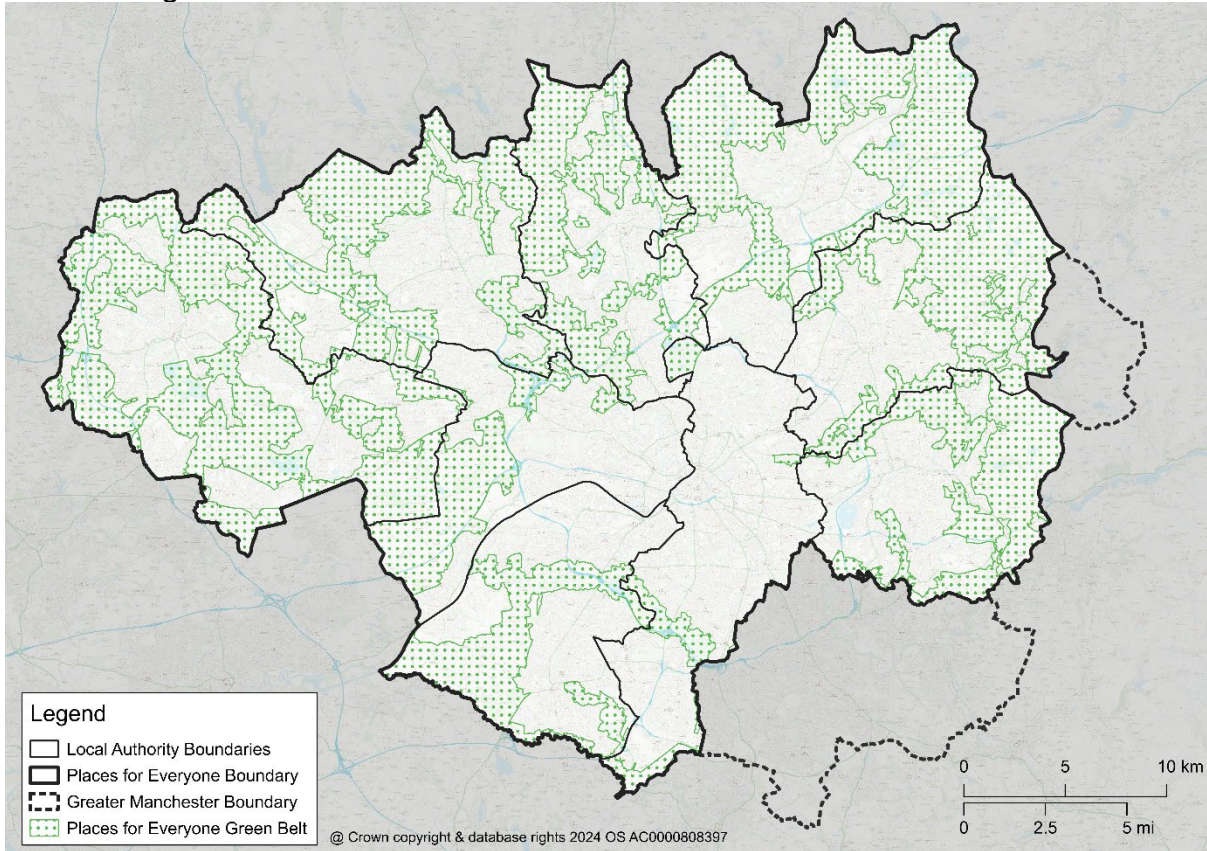 Legend
Local Authority Boundaries
Places for Everyone Boundary
Greater Manchester Boundary
Places for Everyone Green Belt
@ Crown copyright & database rights 2024 OS AC0000808397
0 5 10 km
0 2.5 5 mi